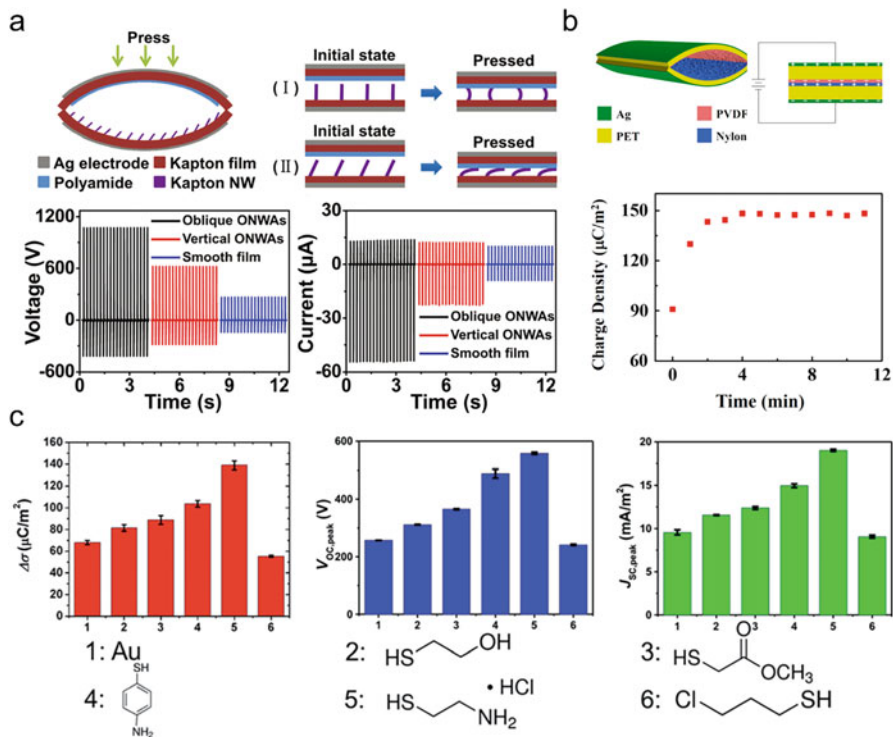 a
Press
Initial state
Pressed
(I)
Initial state
Pressed
(II)
Ag electrode
Kapton film
Polyamide
Kapton NW
1200
600
0
-600
Voltage (V)
Oblique ONWAs
Vertical ONWAs
Smooth film
0 3 6 9 12
Time (s)
30
0
-30
-60
Current (μA)
Oblique ONWAs
Vertical ONWAs
Smooth film
0 3 6 9 12
Time (s)
b
Ag
PVDF
PET
Nylon
180
150
120
90
60
Charge Density (μC/m²)
0 4 8 12
Time (min)
c
160
140
120
100
80
60
40
20
0
Δσ (μC/m²)
1 2 3 4 5 6
600
400
200
0
V_OC,peak (V)
1 2 3 4 5 6
20
15
10
5
0
J_SC,peak (mA/m²)
1 2 3 4 5 6
1: Au
2: HS OH
3: HS O O CH₃
4: SH NH₂
5: HS NH₂ • HCl
6: Cl SH